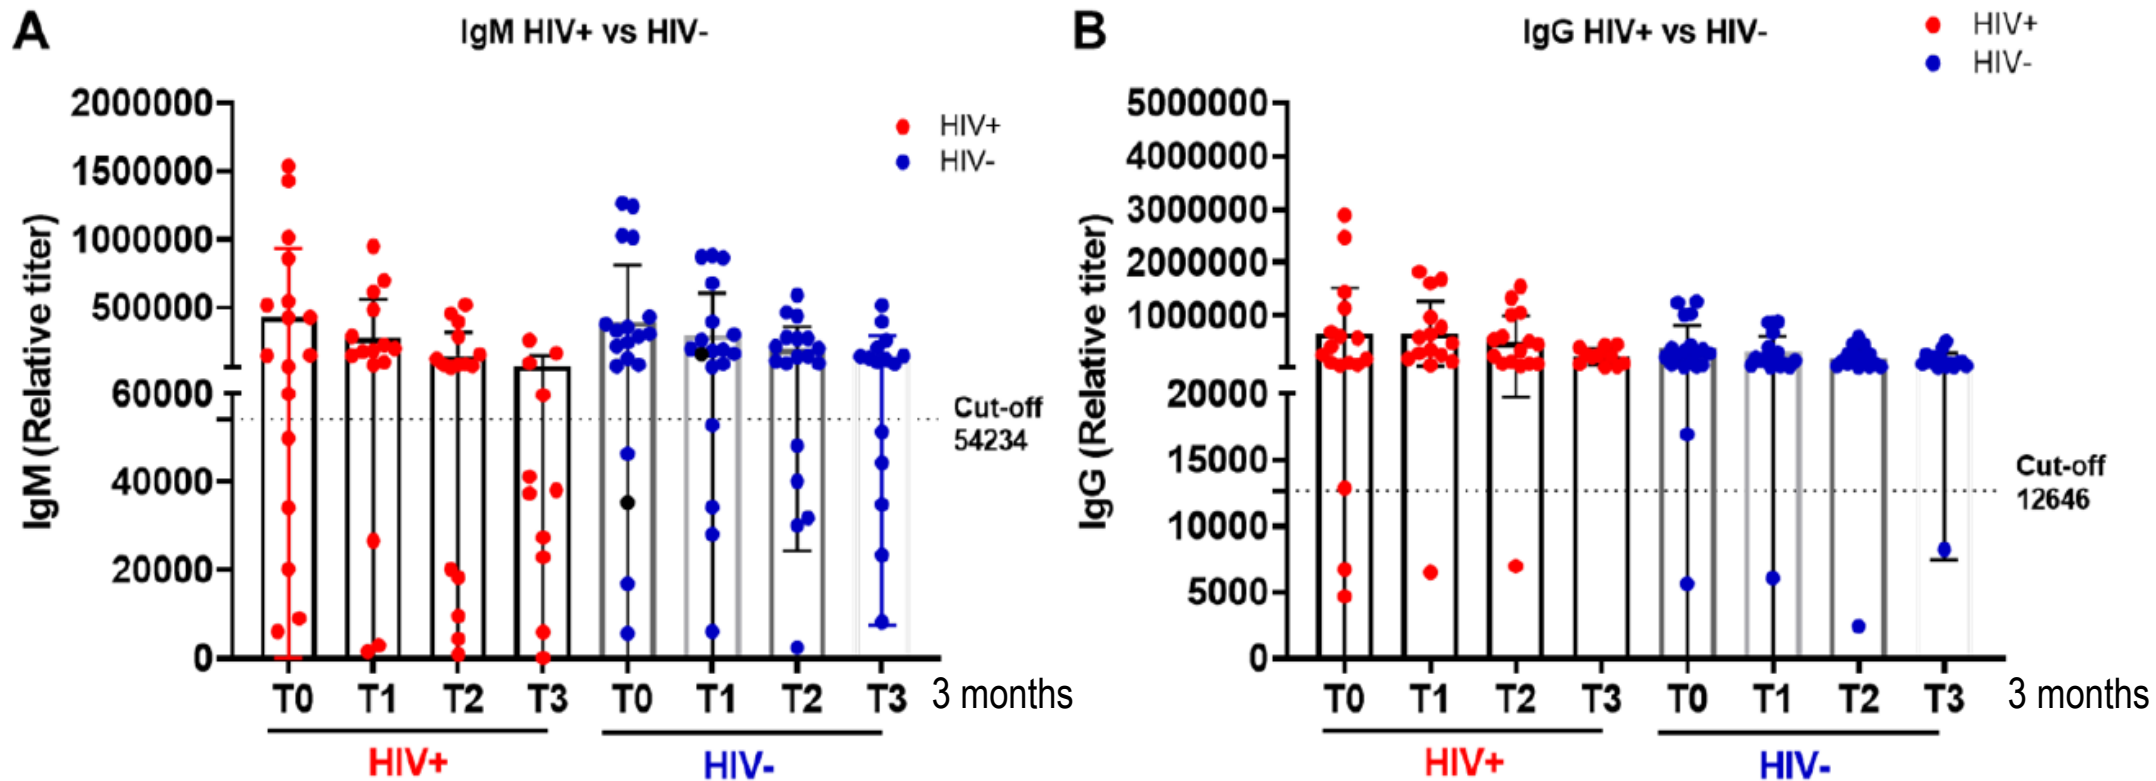 A
IgM HIV+ vs HIV-
HIV+
HIV-
IgM (Relative titer)
2000000
1500000
1000000
500000
60000
40000
20000
0
Cut-off
54234
T0 T1 T2 T3 T0 T1 T2 T3 3 months
HIV+ HIV-
B
IgG HIV+ vs HIV-
HIV+
HIV-
IgG (Relative titer)
5000000
4000000
3000000
2000000
1000000
20000
15000
10000
5000
0
Cut-off
12646
T0 T1 T2 T3 T0 T1 T2 T3 3 months
HIV+ HIV-